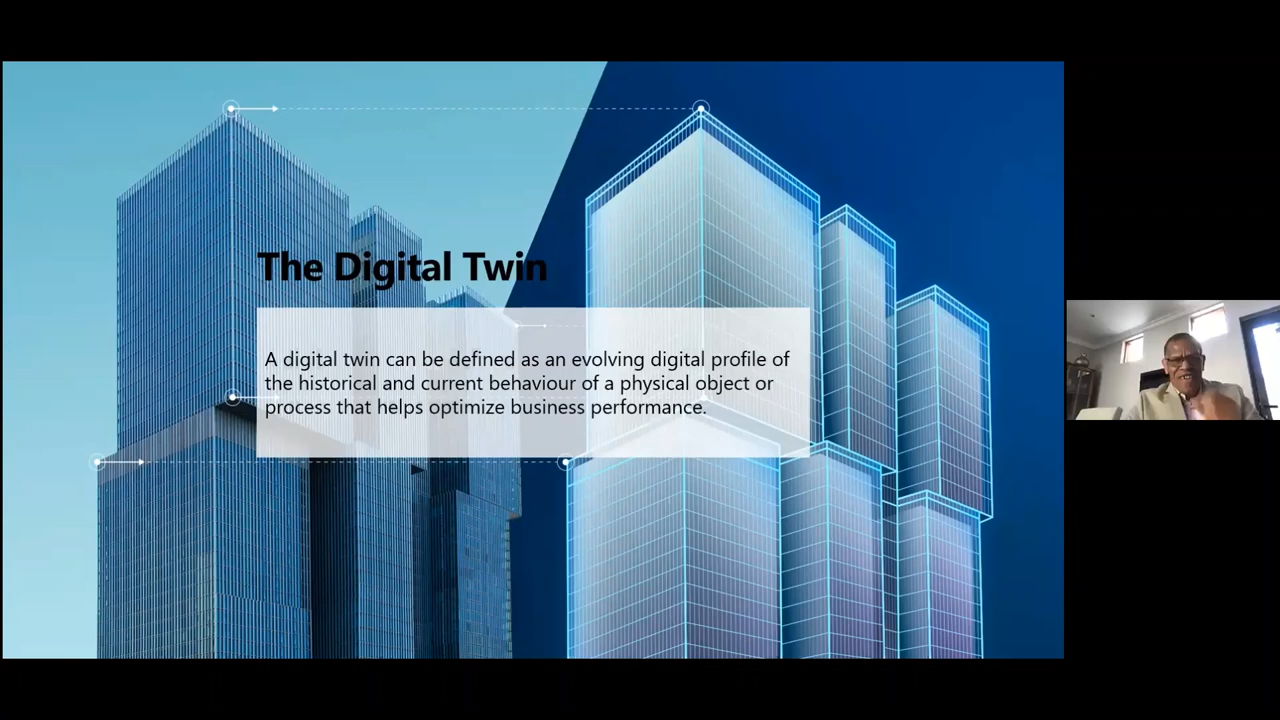 The Digital Twin
A digital twin can be defined as an evolving digital profile of
the historical and current behaviour of a physical object or
process that helps optimize business performance.